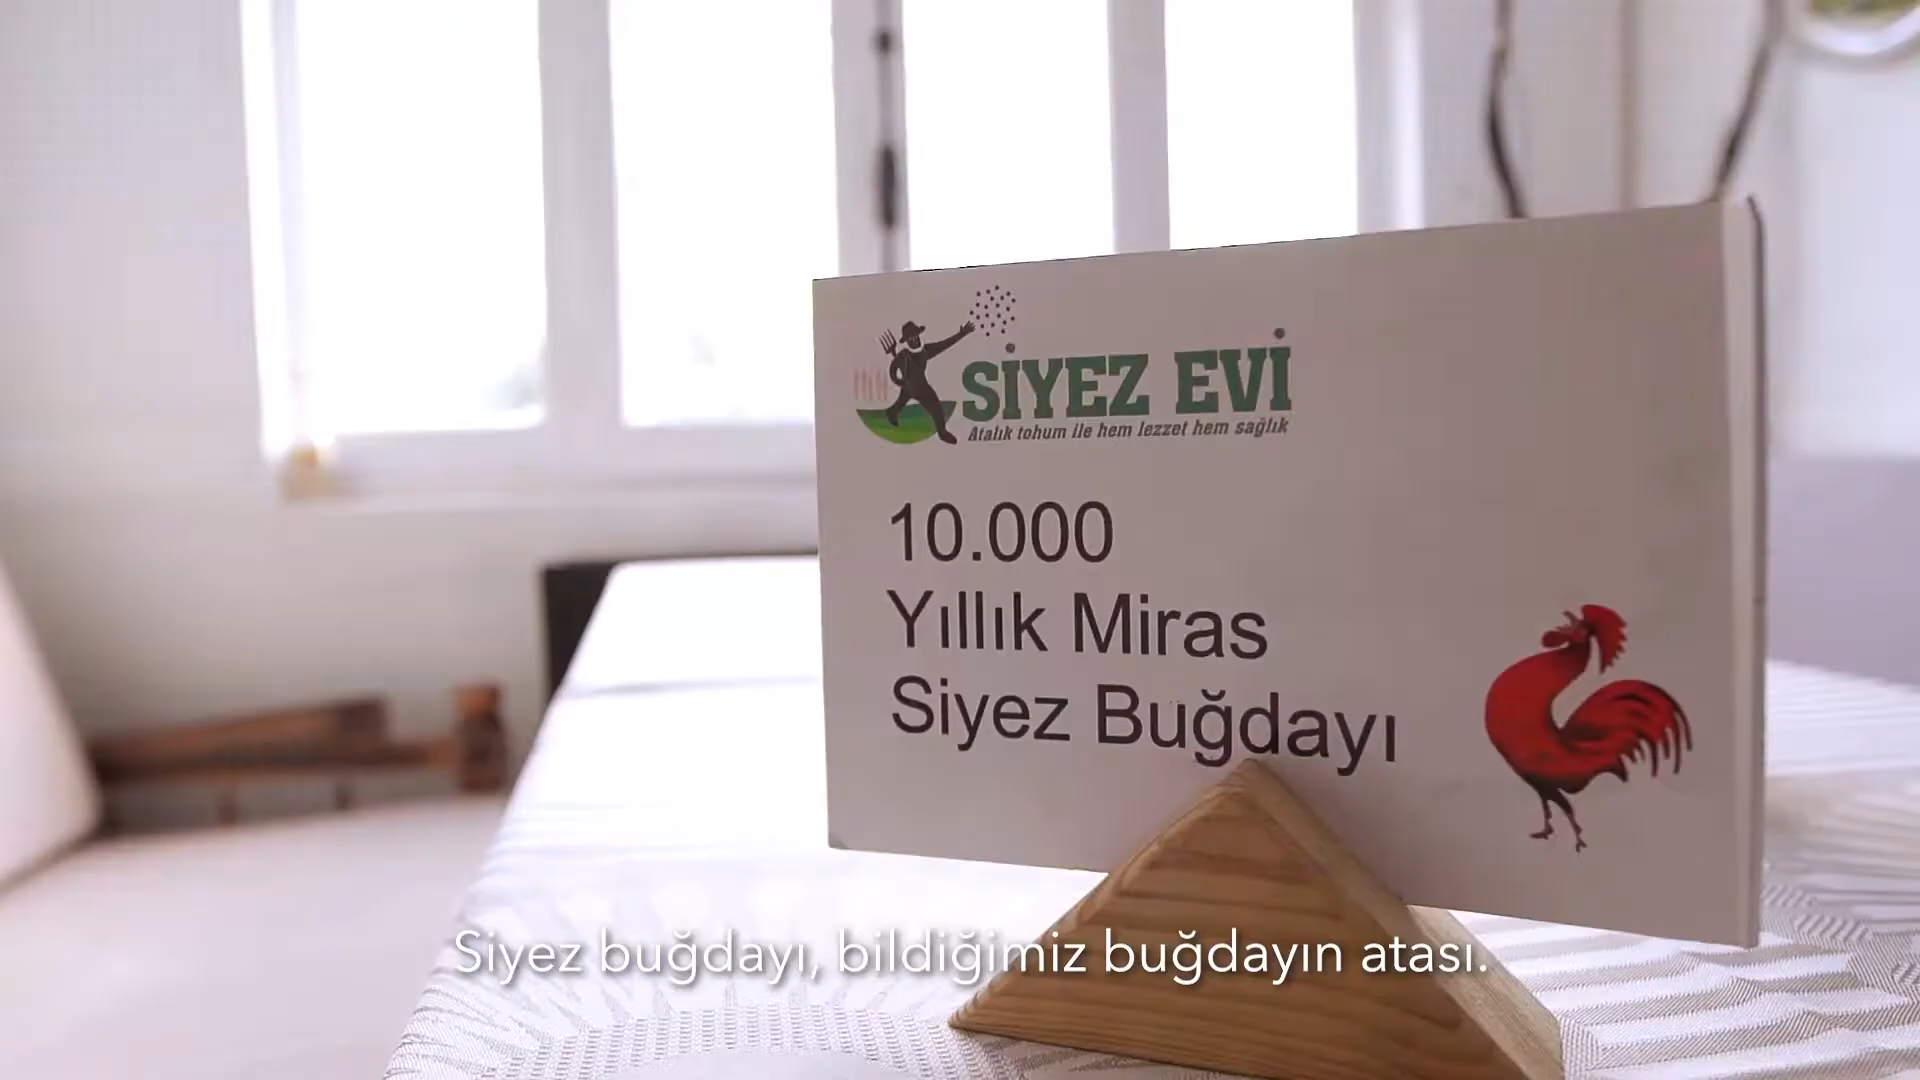 SİYEZ EVİ
Atalık tohum ile hem lezzet hem sağlık
10.000
Yıllık Miras
Siyez Buğdayı
Siyez buğdayı, bildiğimiz buğdayın atası.